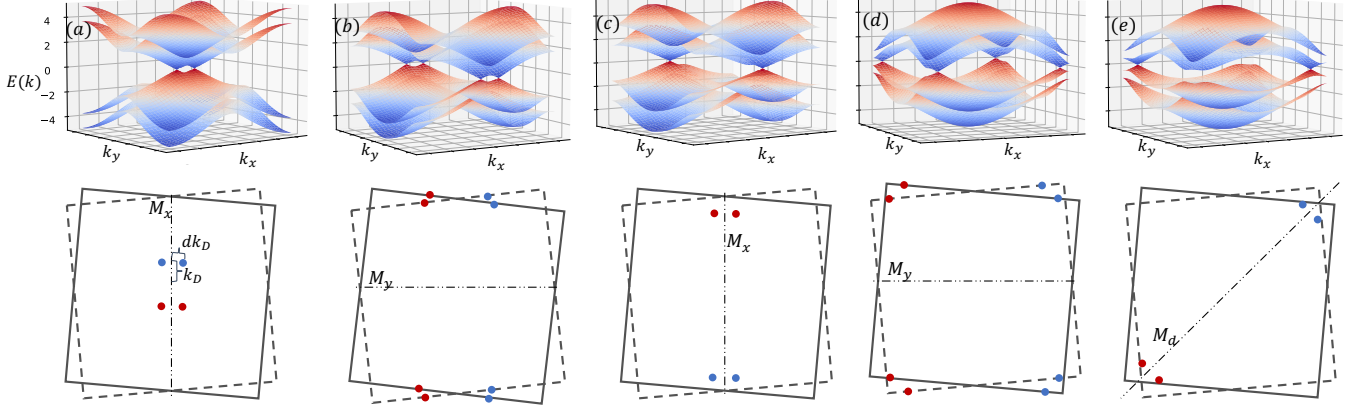 (a)
(b)
(c)
(d)
(e)
4
2
0
−2
−4
E(k)
k_y
k_x
k_y
k_x
k_y
k_x
k_y
k_x
k_y
k_x
M_x
dk_D
k_D
M_y
M_x
M_y
M_d